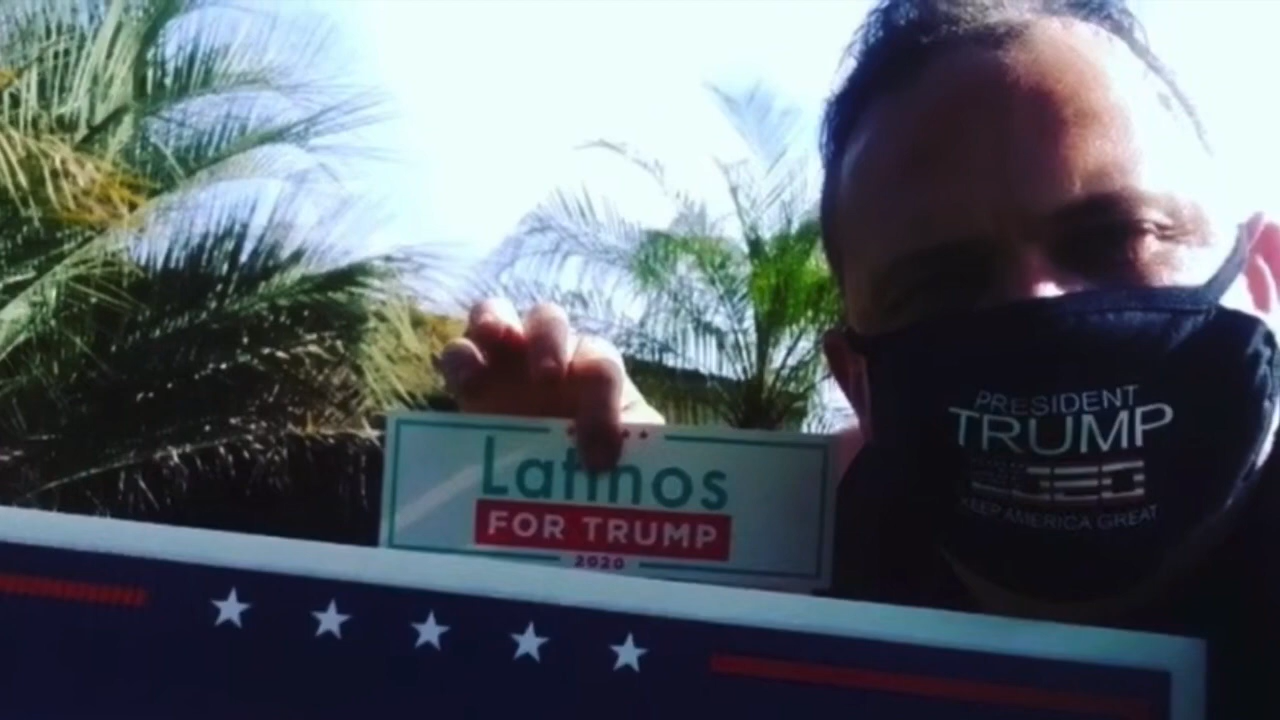 Latinos
FOR TRUMP
2020
PRESIDENT
TRUMP
KEEP AMERICA GREAT